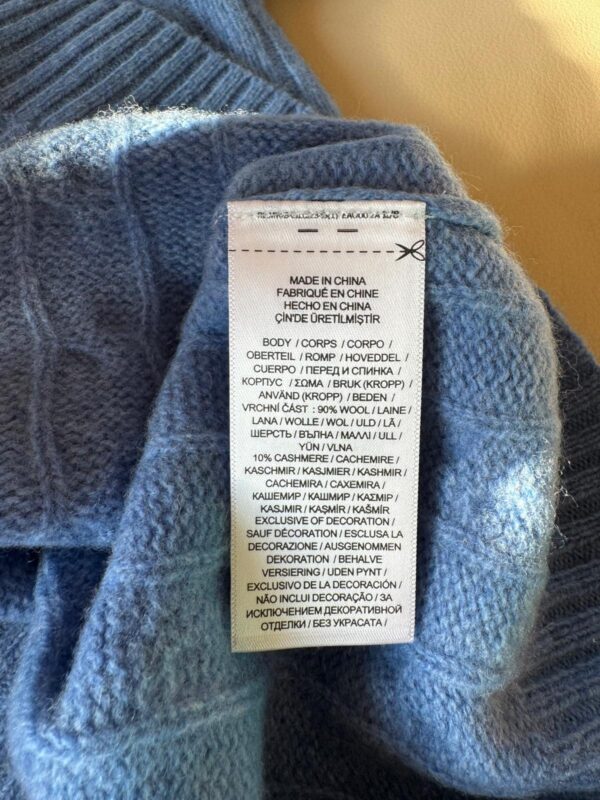 MADE IN CHINA
FABRIQUÉ EN CHINE
HECHO EN CHINA
ÇİN'DE ÜRETİLMİŞTİR
BODY / CORPS / CORPO /
OBERTEIL / ROMP / HOVEDDEL /
CUERPO / ПЕРЕД И СПИНКА /
КОРПУС / ΣΩΜΑ / BRUK (KROPP) /
ANVÄND (KROPP) / BEDEN /
VRCHNÍ ČÁST : 90% WOOL / LAINE /
LANA / WOLLE / WOL / ULD / LÃ /
ШЕРСТЬ / ВЪЛНА / ΜΑΛΛΙ / ULL /
YÜN / VLNA
10% CASHMERE / CACHEMIRE /
KASCHMIR / KASJMIER / KASHMIR /
CACHEMIRA / CAXEMIRA /
КАШЕМИР / КАШМИР / ΚΑΣΜΙΡ /
KASJMIR / KAŞMİR / KAŠMÍR
EXCLUSIVE OF DECORATION /
SAUF DÉCORATION / ESCLUSA LA
DECORAZIONE / AUSGENOMMEN
DEKORATION / BEHALVE
VERSIERING / UDEN PYNT /
EXCLUSIVO DE LA DECORACIÓN /
NÃO INCLUI DECORAÇÃO / ЗА
ИСКЛЮЧЕНИЕМ ДЕКОРАТИВНОЙ
ОТДЕЛКИ / БЕЗ УКРАСАТА /